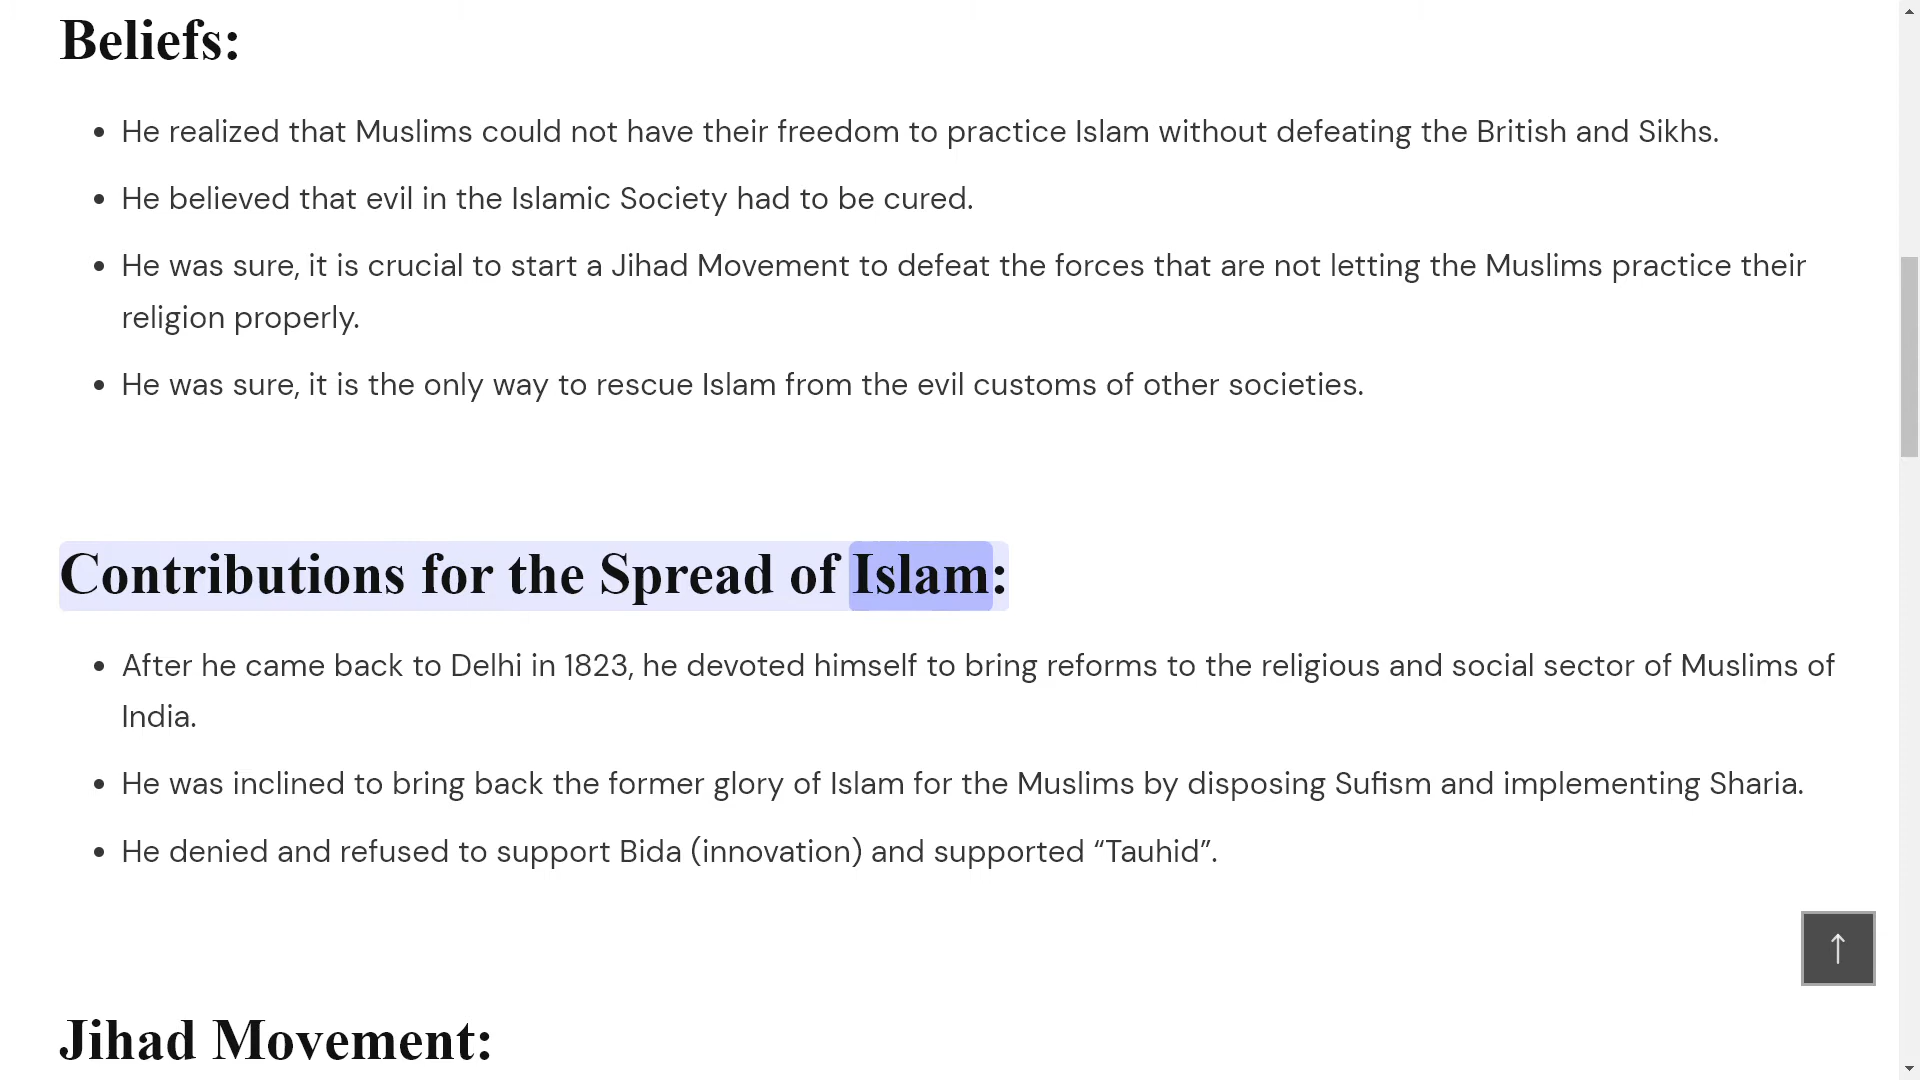 Beliefs:
• He realized that Muslims could not have their freedom to practice Islam without defeating the British and Sikhs.
• He believed that evil in the Islamic Society had to be cured.
• He was sure, it is crucial to start a Jihad Movement to defeat the forces that are not letting the Muslims practice their
religion properly.
• He was sure, it is the only way to rescue Islam from the evil customs of other societies.
Contributions for the Spread of Islam:
• After he came back to Delhi in 1823, he devoted himself to bring reforms to the religious and social sector of Muslims of
India.
• He was inclined to bring back the former glory of Islam for the Muslims by disposing Sufism and implementing Sharia.
• He denied and refused to support Bida (innovation) and supported “Tauhid”.
Jihad Movement: